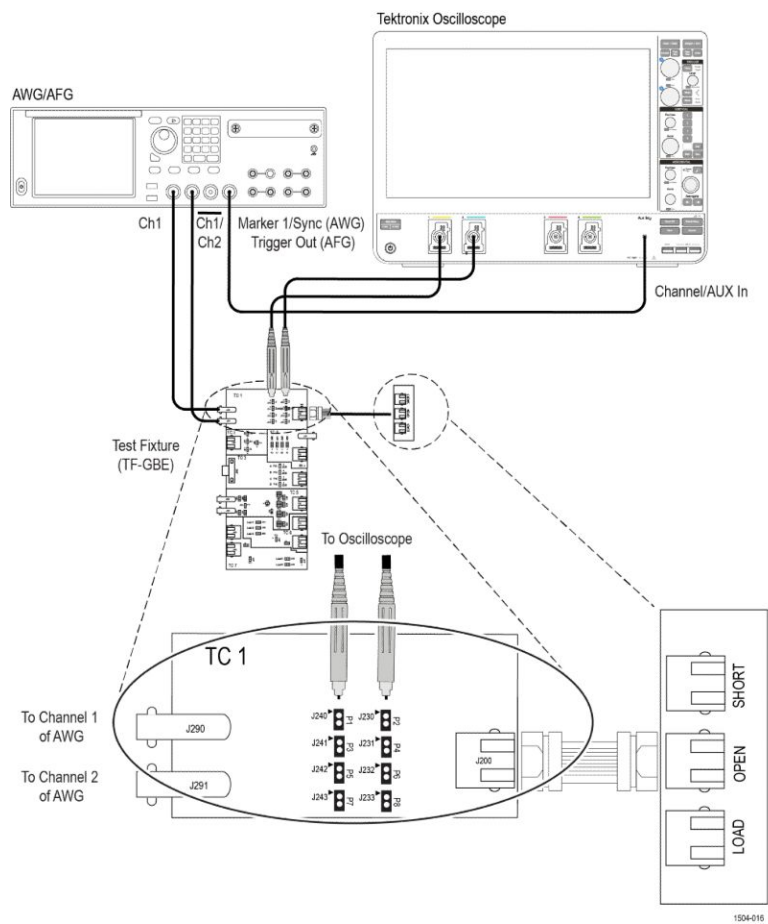 Tektronix Oscilloscope
AWG/AFG
Ch1
Ch1/
Ch2
Marker 1/Sync (AWG)
Trigger Out (AFG)
Channel/AUX In
TC 1
Test Fixture
(TF-GBE)
To Oscilloscope
TC 1
To Channel 1
of AWG
J290
To Channel 2
of AWG
J291
J240
P1
J230
P2
J241
P3
J231
P4
J242
P5
J232
P6
J243
P7
J233
P8
J200
SHORT
OPEN
LOAD
1504-016